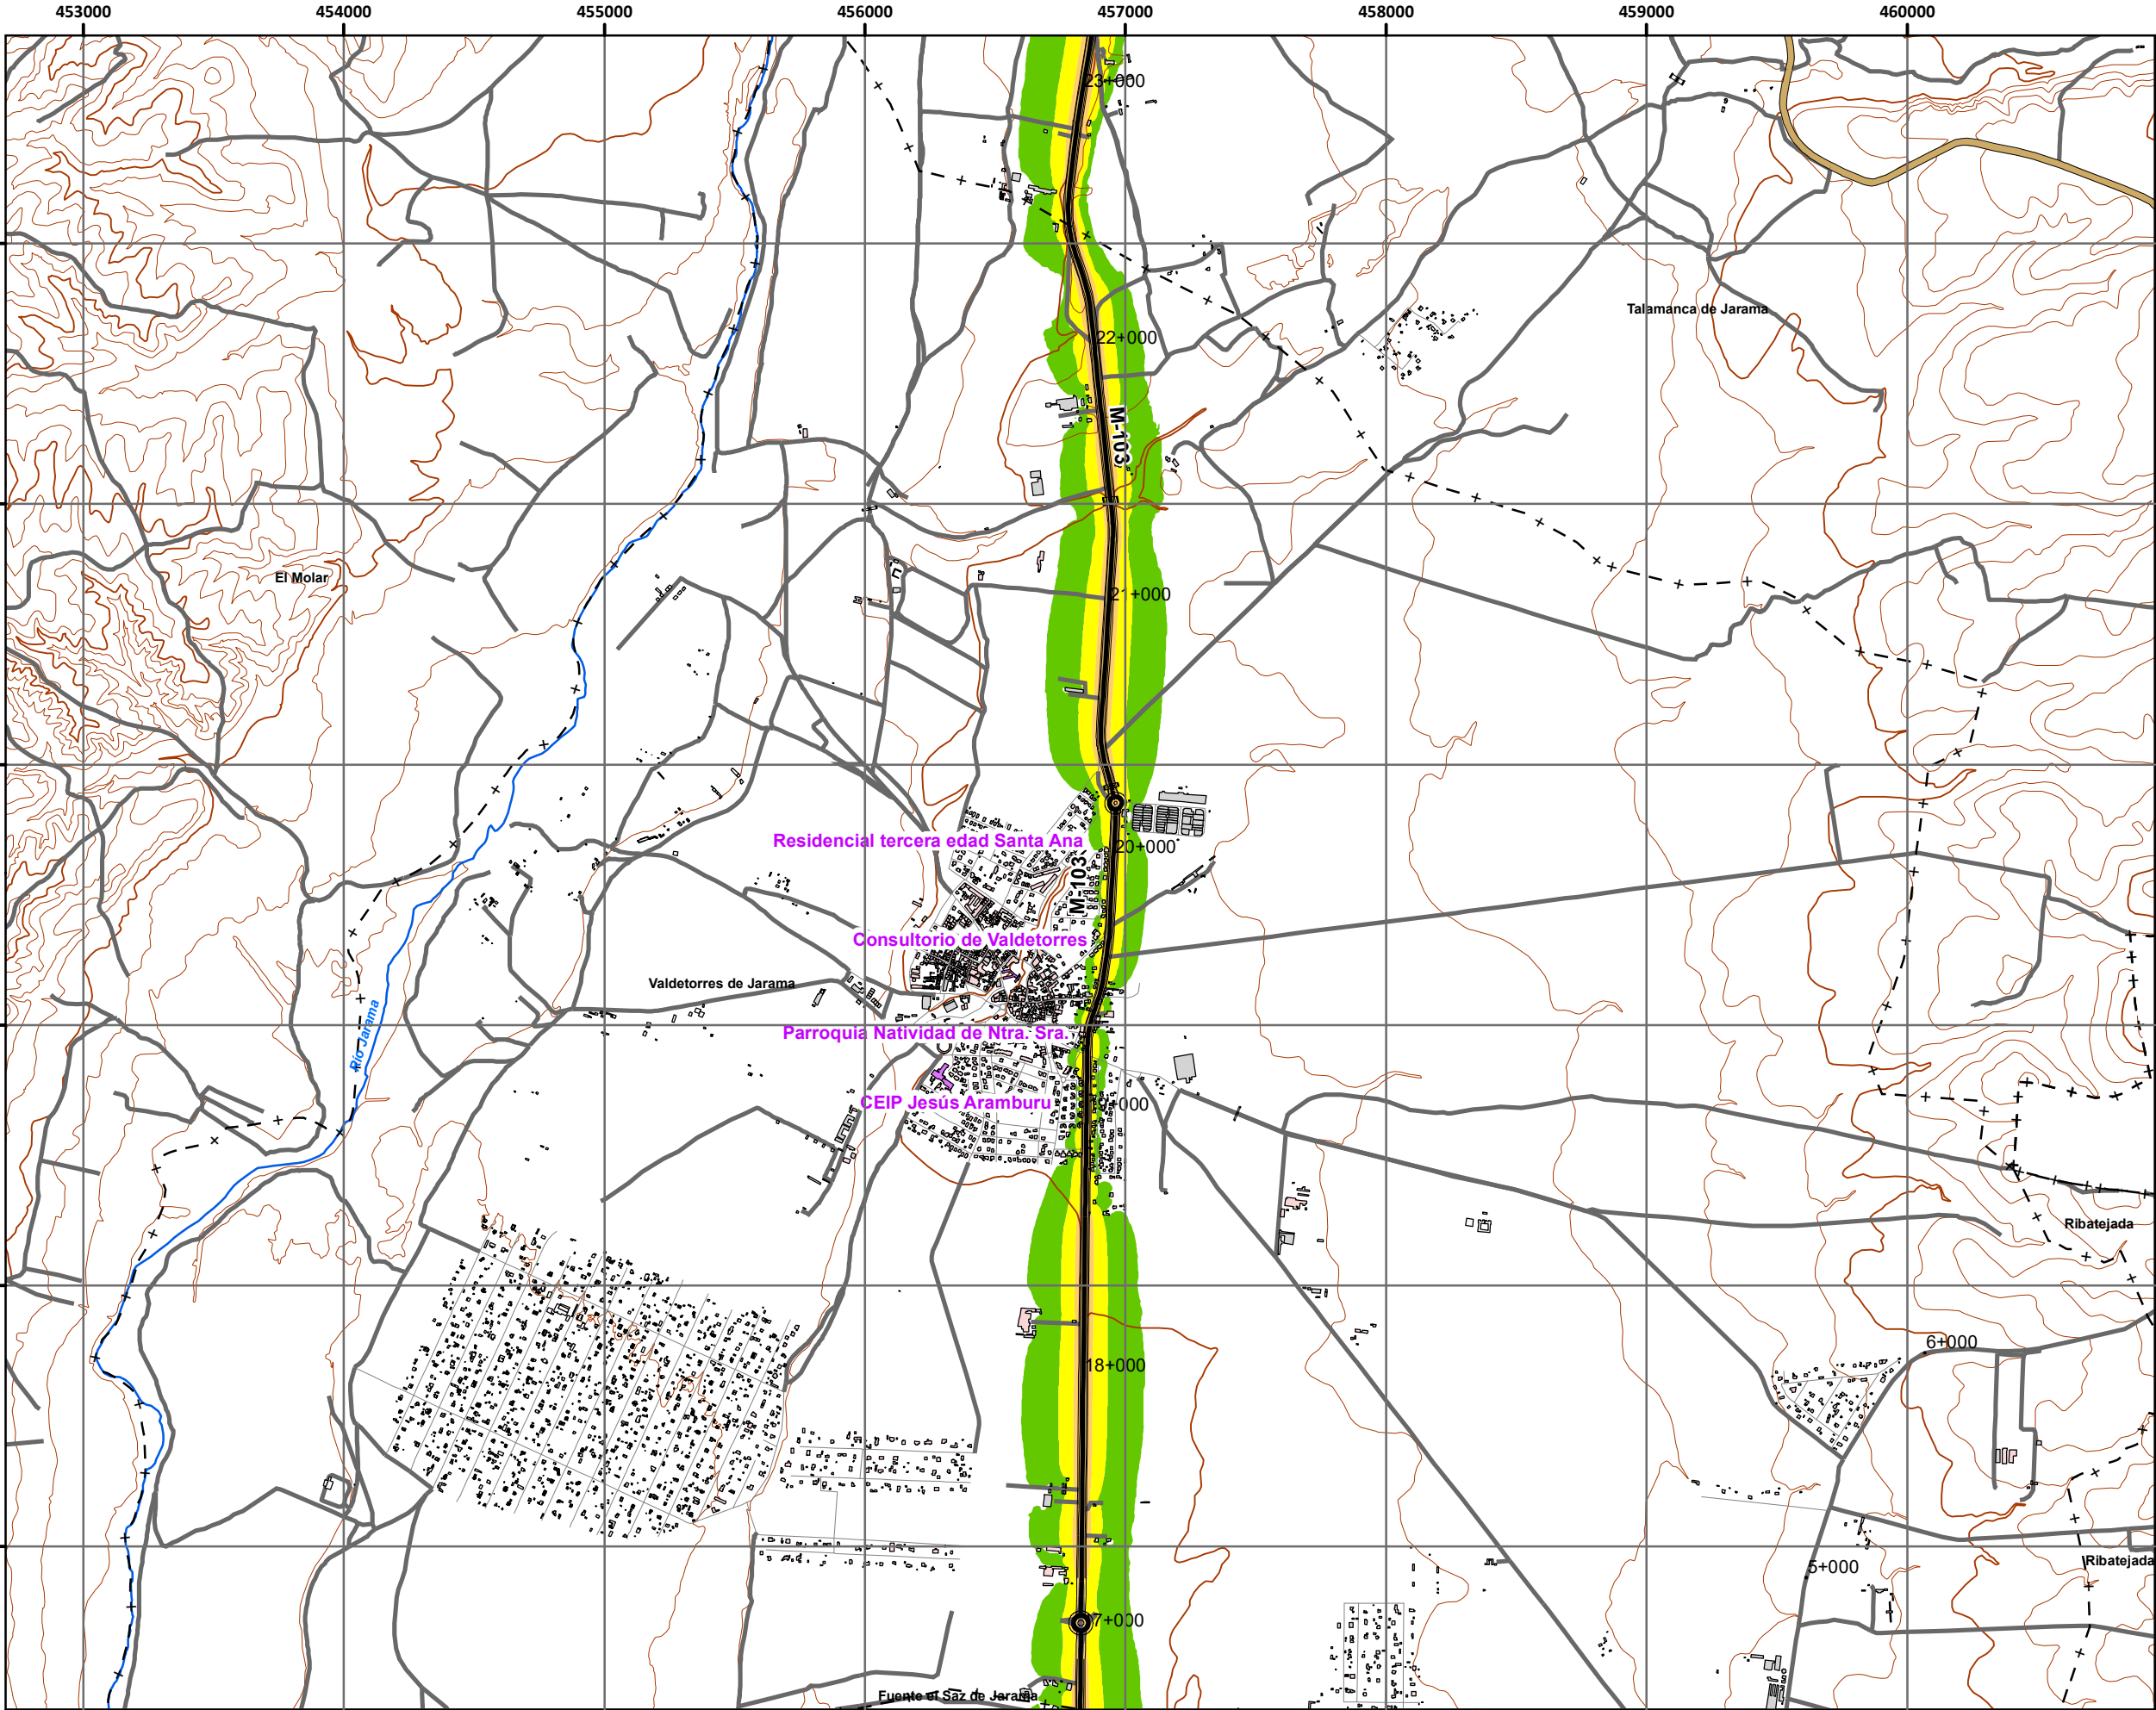 453000 454000 455000 456000 457000 458000 459000 460000
23+000
Talamanca de Jarama
22+000
M-103
El Molar
21+000
Residencial tercera edad Santa Ana
20+000
M-103
Consultorio de Valdetorres
Valdetorres de Jarama
Río Jarama
Parroquia Natividad de Ntra. Sra.
CEIP Jesús Aramburu
Ribatejada
6+000
18+000
Ribatejada
5+000
7+000
Fuente el Saz de Jarama